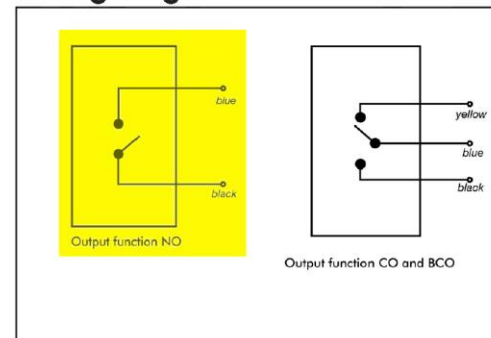 blue
black
Output function NO
yellow
blue
black
Output function CO and BCO